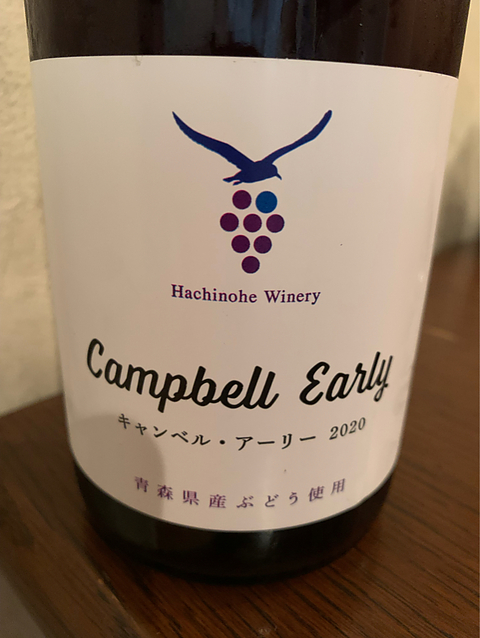 Hachinohe Winery
Campbell Early
キャンベル・アーリー 2020
青森県産ぶどう使用